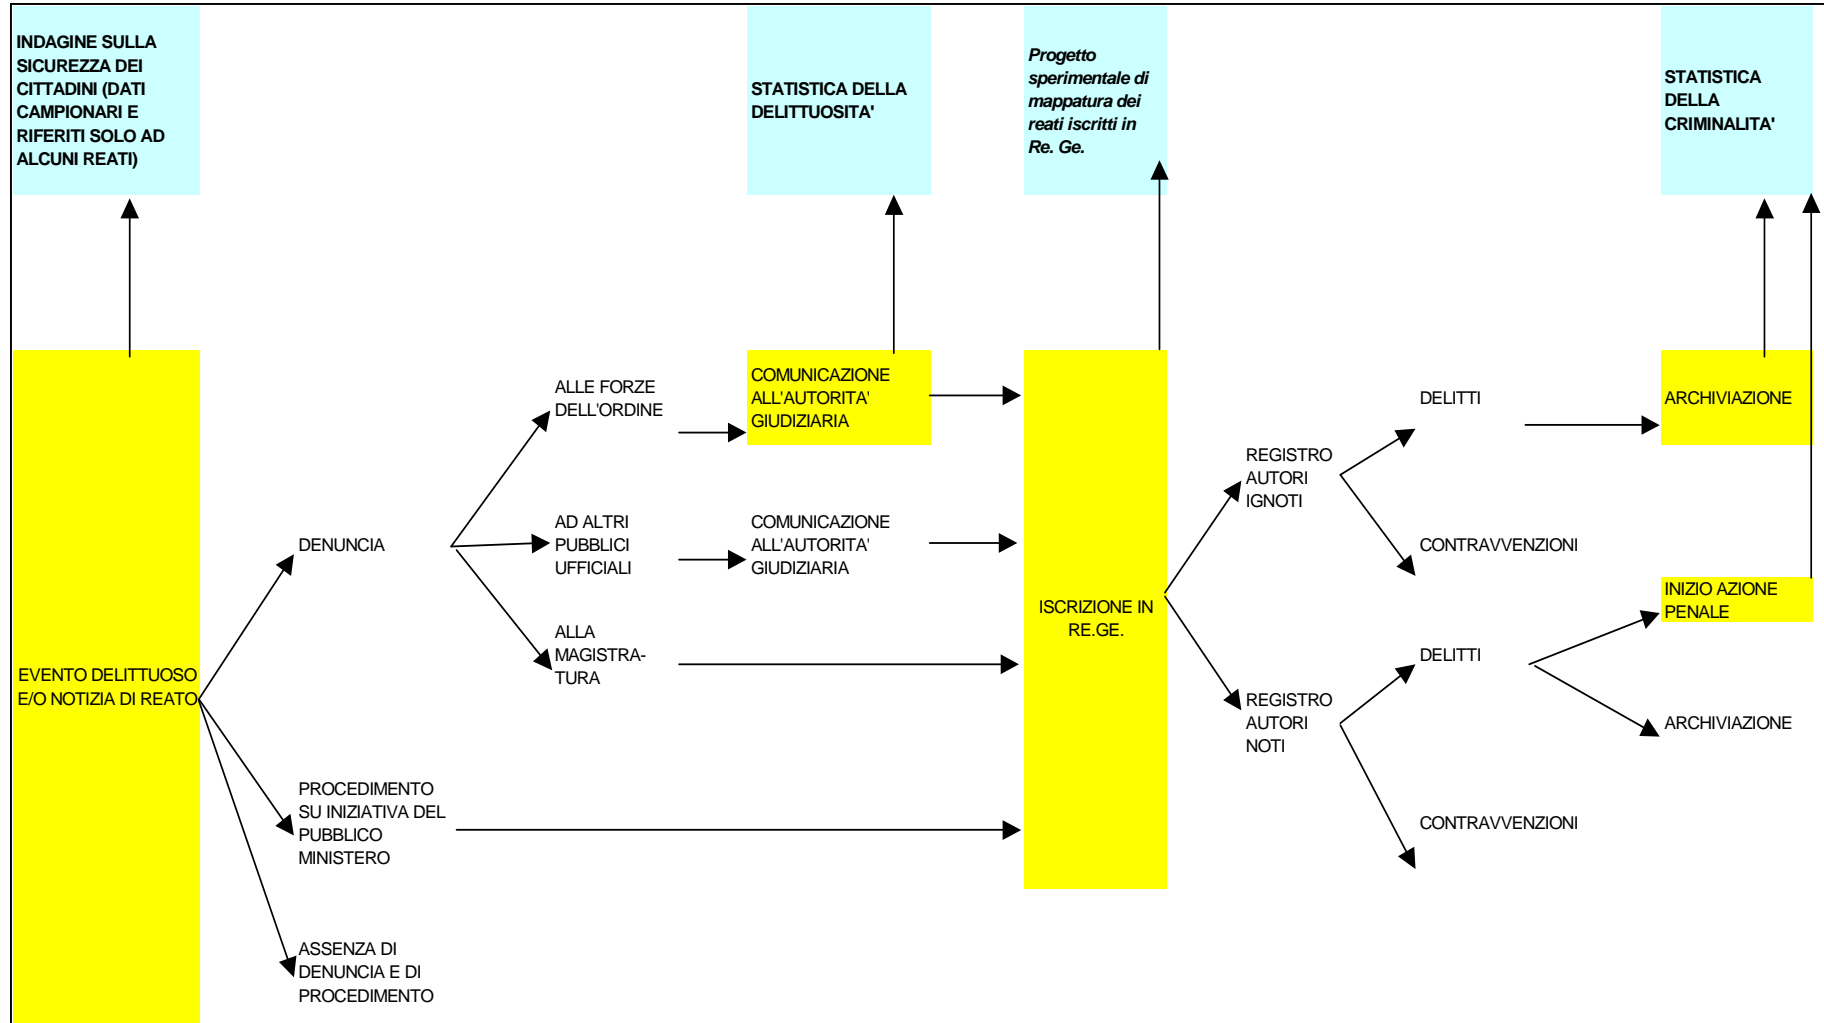 INDAGINE SULLA
SICUREZZA DEI
CITTADINI (DATI
CAMPIONARI E
RIFERITI SOLO AD
ALCUNI REATI)
STATISTICA DELLA
DELITTUOSITA'
Progetto
sperimentale di
mappatura dei
reati iscritti in
Re. Ge.
STATISTICA
DELLA
CRIMINALITA'
EVENTO DELITTUOSO
E/O NOTIZIA DI REATO
DENUNCIA
PROCEDIMENTO
SU INIZIATIVA DEL
PUBBLICO
MINISTERO
ASSENZA DI
DENUNCIA E DI
PROCEDIMENTO
ALLE FORZE
DELL'ORDINE
AD ALTRI
PUBBLICI
UFFICIALI
ALLA
MAGISTRA-
TURA
COMUNICAZIONE
ALL'AUTORITA'
GIUDIZIARIA
COMUNICAZIONE
ALL'AUTORITA'
GIUDIZIARIA
ISCRIZIONE IN
RE.GE.
REGISTRO
AUTORI
IGNOTI
REGISTRO
AUTORI
NOTI
DELITTI
CONTRAVVENZIONI
DELITTI
CONTRAVVENZIONI
ARCHIVIAZIONE
INIZIO AZIONE
PENALE
ARCHIVIAZIONE